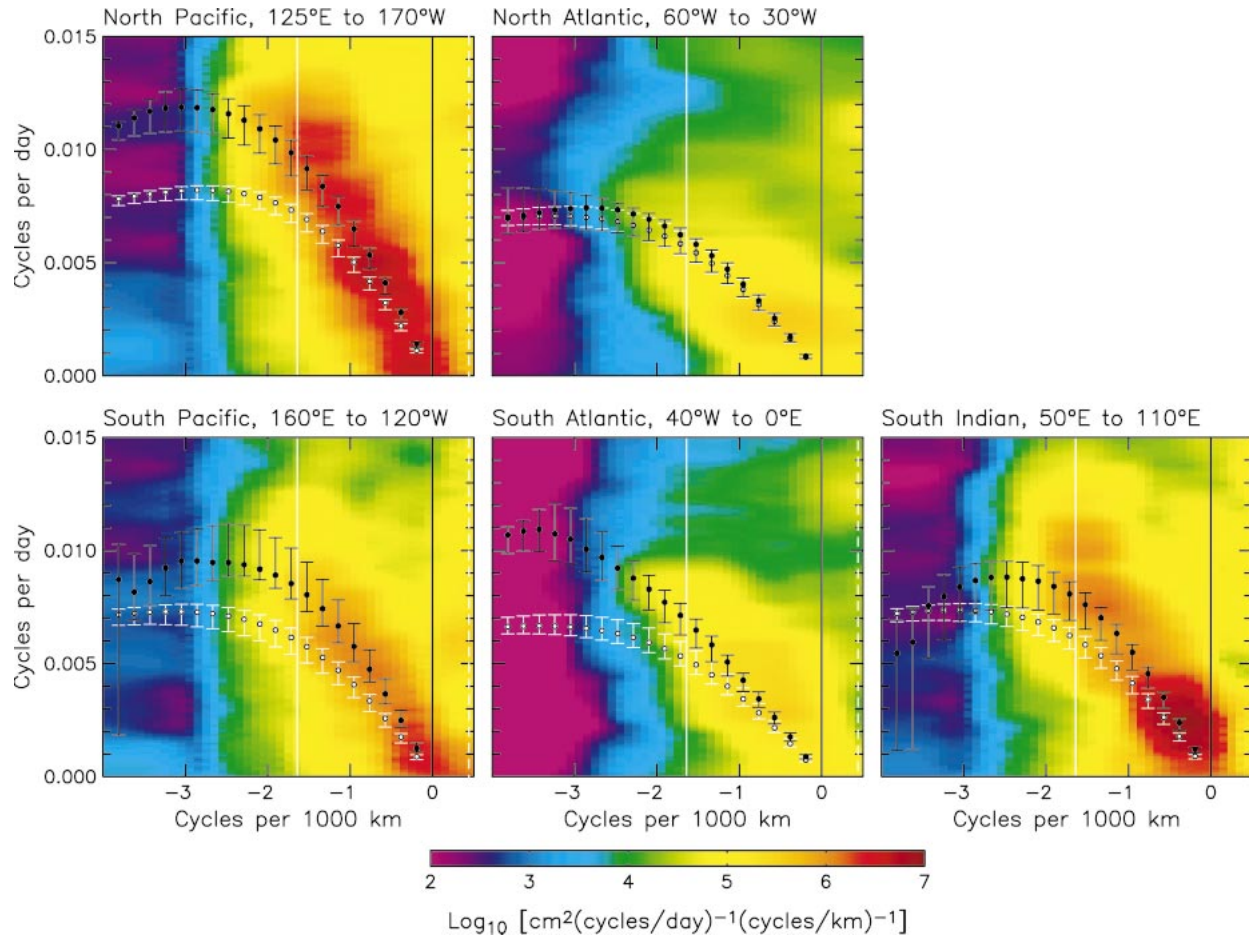 North Pacific, 125°E to 170°W
North Atlantic, 60°W to 30°W
0.015
0.010
0.005
0.000
Cycles per day
South Pacific, 160°E to 120°W
South Atlantic, 40°W to 0°E
South Indian, 50°E to 110°E
0.015
0.010
0.005
0.000
Cycles per day
−3 −2 −1 0
−3 −2 −1 0
−3 −2 −1 0
Cycles per 1000 km
Cycles per 1000 km
Cycles per 1000 km
2 3 4 5 6 7
Log₁₀ [cm²(cycles/day)⁻¹(cycles/km)⁻¹]